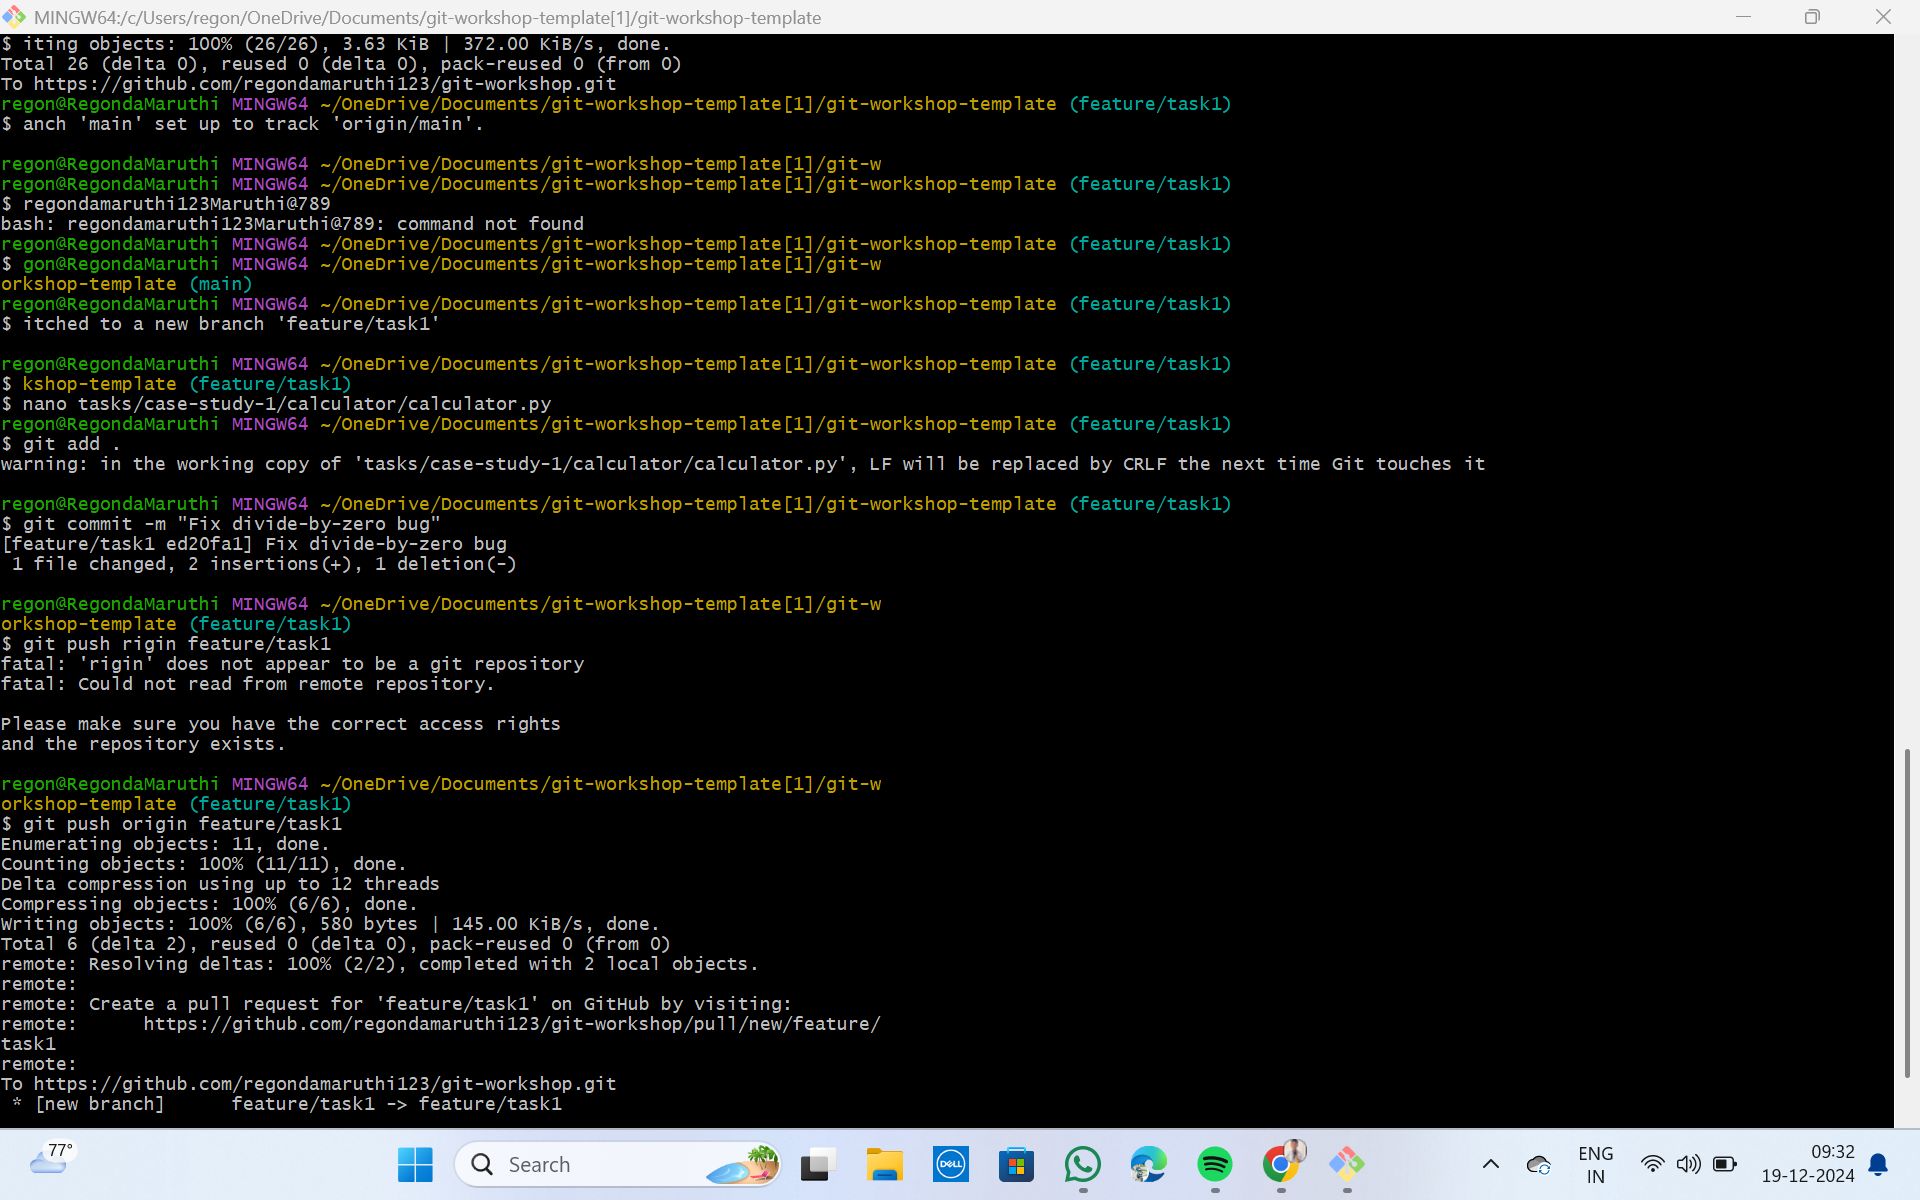 MINGW64:/c/Users/regon/OneDrive/Documents/git-workshop-template[1]/git-workshop-template
$ iting objects: 100% (26/26), 3.63 KiB | 372.00 KiB/s, done.
Total 26 (delta 0), reused 0 (delta 0), pack-reused 0 (from 0)
To https://github.com/regondamaruthi123/git-workshop.git
regon@RegondaMaruthi MINGW64 ~/OneDrive/Documents/git-workshop-template[1]/git-workshop-template (feature/task1)
$ anch 'main' set up to track 'origin/main'.
regon@RegondaMaruthi MINGW64 ~/OneDrive/Documents/git-workshop-template[1]/git-w
regon@RegondaMaruthi MINGW64 ~/OneDrive/Documents/git-workshop-template[1]/git-workshop-template (feature/task1)
$ regondamaruthi123Maruthi@789
bash: regondamaruthi123Maruthi@789: command not found
regon@RegondaMaruthi MINGW64 ~/OneDrive/Documents/git-workshop-template[1]/git-workshop-template (feature/task1)
$ gon@RegondaMaruthi MINGW64 ~/OneDrive/Documents/git-workshop-template[1]/git-w
orkshop-template (main)
regon@RegondaMaruthi MINGW64 ~/OneDrive/Documents/git-workshop-template[1]/git-workshop-template (feature/task1)
$ itched to a new branch 'feature/task1'
regon@RegondaMaruthi MINGW64 ~/OneDrive/Documents/git-workshop-template[1]/git-workshop-template (feature/task1)
$ kshop-template (feature/task1)
$ nano tasks/case-study-1/calculator/calculator.py
regon@RegondaMaruthi MINGW64 ~/OneDrive/Documents/git-workshop-template[1]/git-workshop-template (feature/task1)
$ git add .
warning: in the working copy of 'tasks/case-study-1/calculator/calculator.py', LF will be replaced by CRLF the next time Git touches it
regon@RegondaMaruthi MINGW64 ~/OneDrive/Documents/git-workshop-template[1]/git-workshop-template (feature/task1)
$ git commit -m "Fix divide-by-zero bug"
[feature/task1 ed20fa1] Fix divide-by-zero bug
1 file changed, 2 insertions(+), 1 deletion(-)
regon@RegondaMaruthi MINGW64 ~/OneDrive/Documents/git-workshop-template[1]/git-w
orkshop-template (feature/task1)
$ git push rigin feature/task1
fatal: 'rigin' does not appear to be a git repository
fatal: Could not read from remote repository.
Please make sure you have the correct access rights
and the repository exists.
regon@RegondaMaruthi MINGW64 ~/OneDrive/Documents/git-workshop-template[1]/git-w
orkshop-template (feature/task1)
$ git push origin feature/task1
Enumerating objects: 11, done.
Counting objects: 100% (11/11), done.
Delta compression using up to 12 threads
Compressing objects: 100% (6/6), done.
Writing objects: 100% (6/6), 580 bytes | 145.00 KiB/s, done.
Total 6 (delta 2), reused 0 (delta 0), pack-reused 0 (from 0)
remote: Resolving deltas: 100% (2/2), completed with 2 local objects.
remote:
remote: Create a pull request for 'feature/task1' on GitHub by visiting:
remote:      https://github.com/regondamaruthi123/git-workshop/pull/new/feature/
task1
remote:
To https://github.com/regondamaruthi123/git-workshop.git
* [new branch]      feature/task1 -> feature/task1
77°
Search
DELL
ENG
IN
09:32
19-12-2024